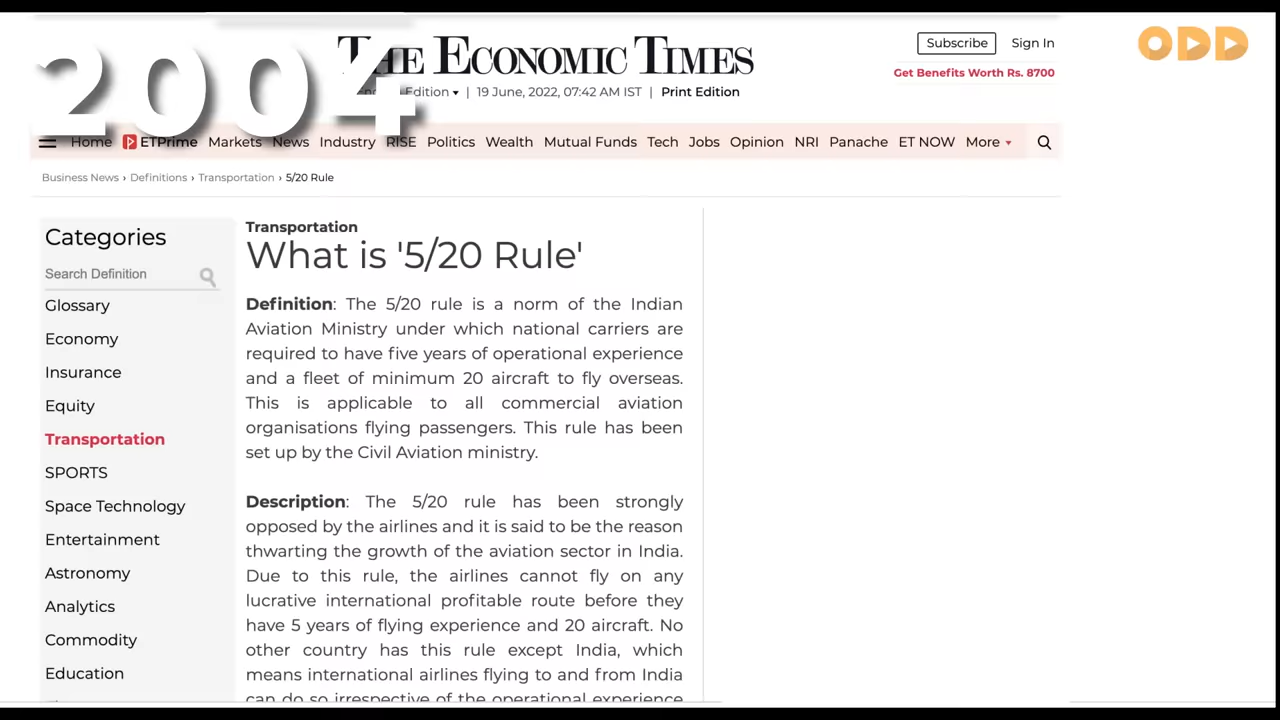 2004
THE ECONOMIC TIMES
Edition | 19 June, 2022, 07:42 AM IST | Print Edition
Subscribe Sign In
Get Benefits Worth Rs. 8700
ODD
Home ETPrime Markets News Industry RISE Politics Wealth Mutual Funds Tech Jobs Opinion NRI Panache ET NOW More
Business News › Definitions › Transportation › 5/20 Rule
Categories
Search Definition
Glossary
Economy
Insurance
Equity
Transportation
SPORTS
Space Technology
Entertainment
Astronomy
Analytics
Commodity
Education
Transportation
What is '5/20 Rule'
Definition: The 5/20 rule is a norm of the Indian
Aviation Ministry under which national carriers are
required to have five years of operational experience
and a fleet of minimum 20 aircraft to fly overseas.
This is applicable to all commercial aviation
organisations flying passengers. This rule has been
set up by the Civil Aviation ministry.
Description: The 5/20 rule has been strongly
opposed by the airlines and it is said to be the reason
thwarting the growth of the aviation sector in India.
Due to this rule, the airlines cannot fly on any
lucrative international profitable route before they
have 5 years of flying experience and 20 aircraft. No
other country has this rule except India, which
means international airlines flying to and from India
can do so irrespective of the operational experience